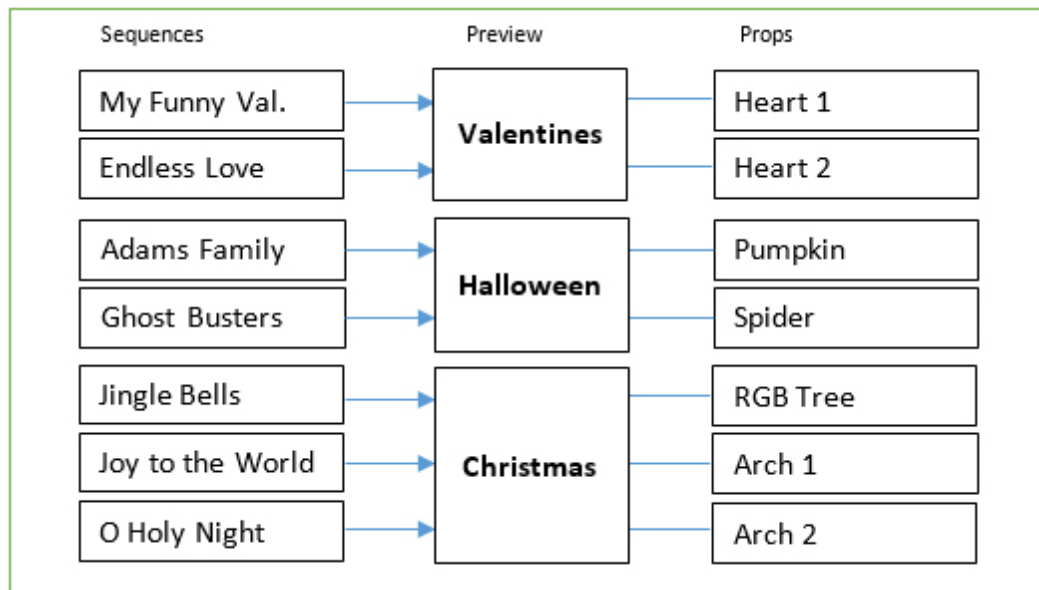 Sequences Preview Props
My Funny Val.
Endless Love
Valentines
Heart 1
Heart 2
Adams Family
Ghost Busters
Halloween
Pumpkin
Spider
Jingle Bells
Joy to the World
O Holy Night
Christmas
RGB Tree
Arch 1
Arch 2